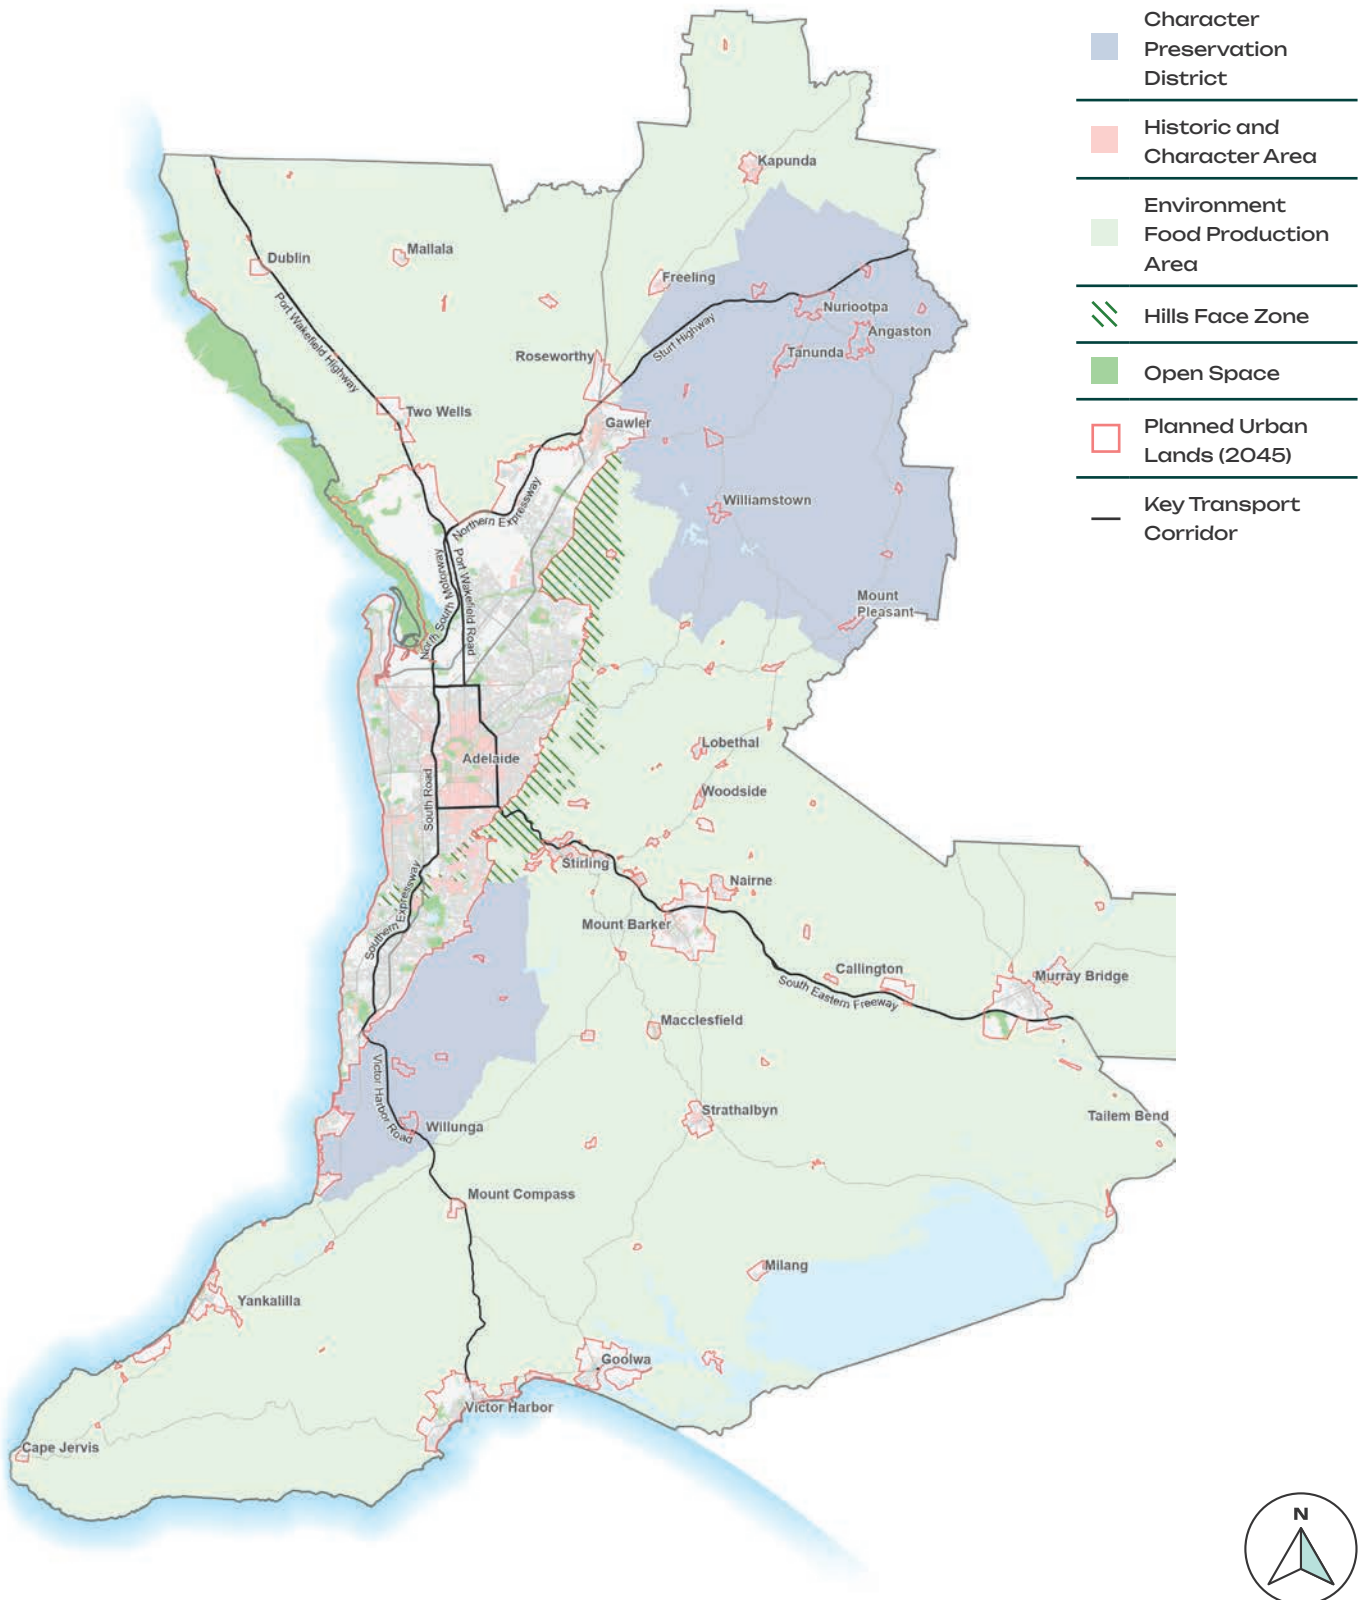 Character
Preservation
District
Historic and
Character Area
Environment
Food Production
Area
Hills Face Zone
Open Space
Planned Urban
Lands (2045)
Key Transport
Corridor
Kapunda
Dublin
Mallala
Freeling
Port Wakefield Highway
Nuriootpa
Sturt Highway
Angaston
Tanunda
Roseworthy
Two Wells
Gawler
Williamstown
Northern Expressway
North South Motorway
Port Wakefield Road
Mount
Pleasant
Lobethal
Adelaide
Woodside
South Road
Stirling
Nairne
Southern Expressway
Mount Barker
Callington
Murray Bridge
South Eastern Freeway
Macclesfield
Victor Harbor Road
Strathalbyn
Tailem Bend
Willunga
Mount Compass
Milang
Yankalilla
Goolwa
Victor Harbor
Cape Jervis
N